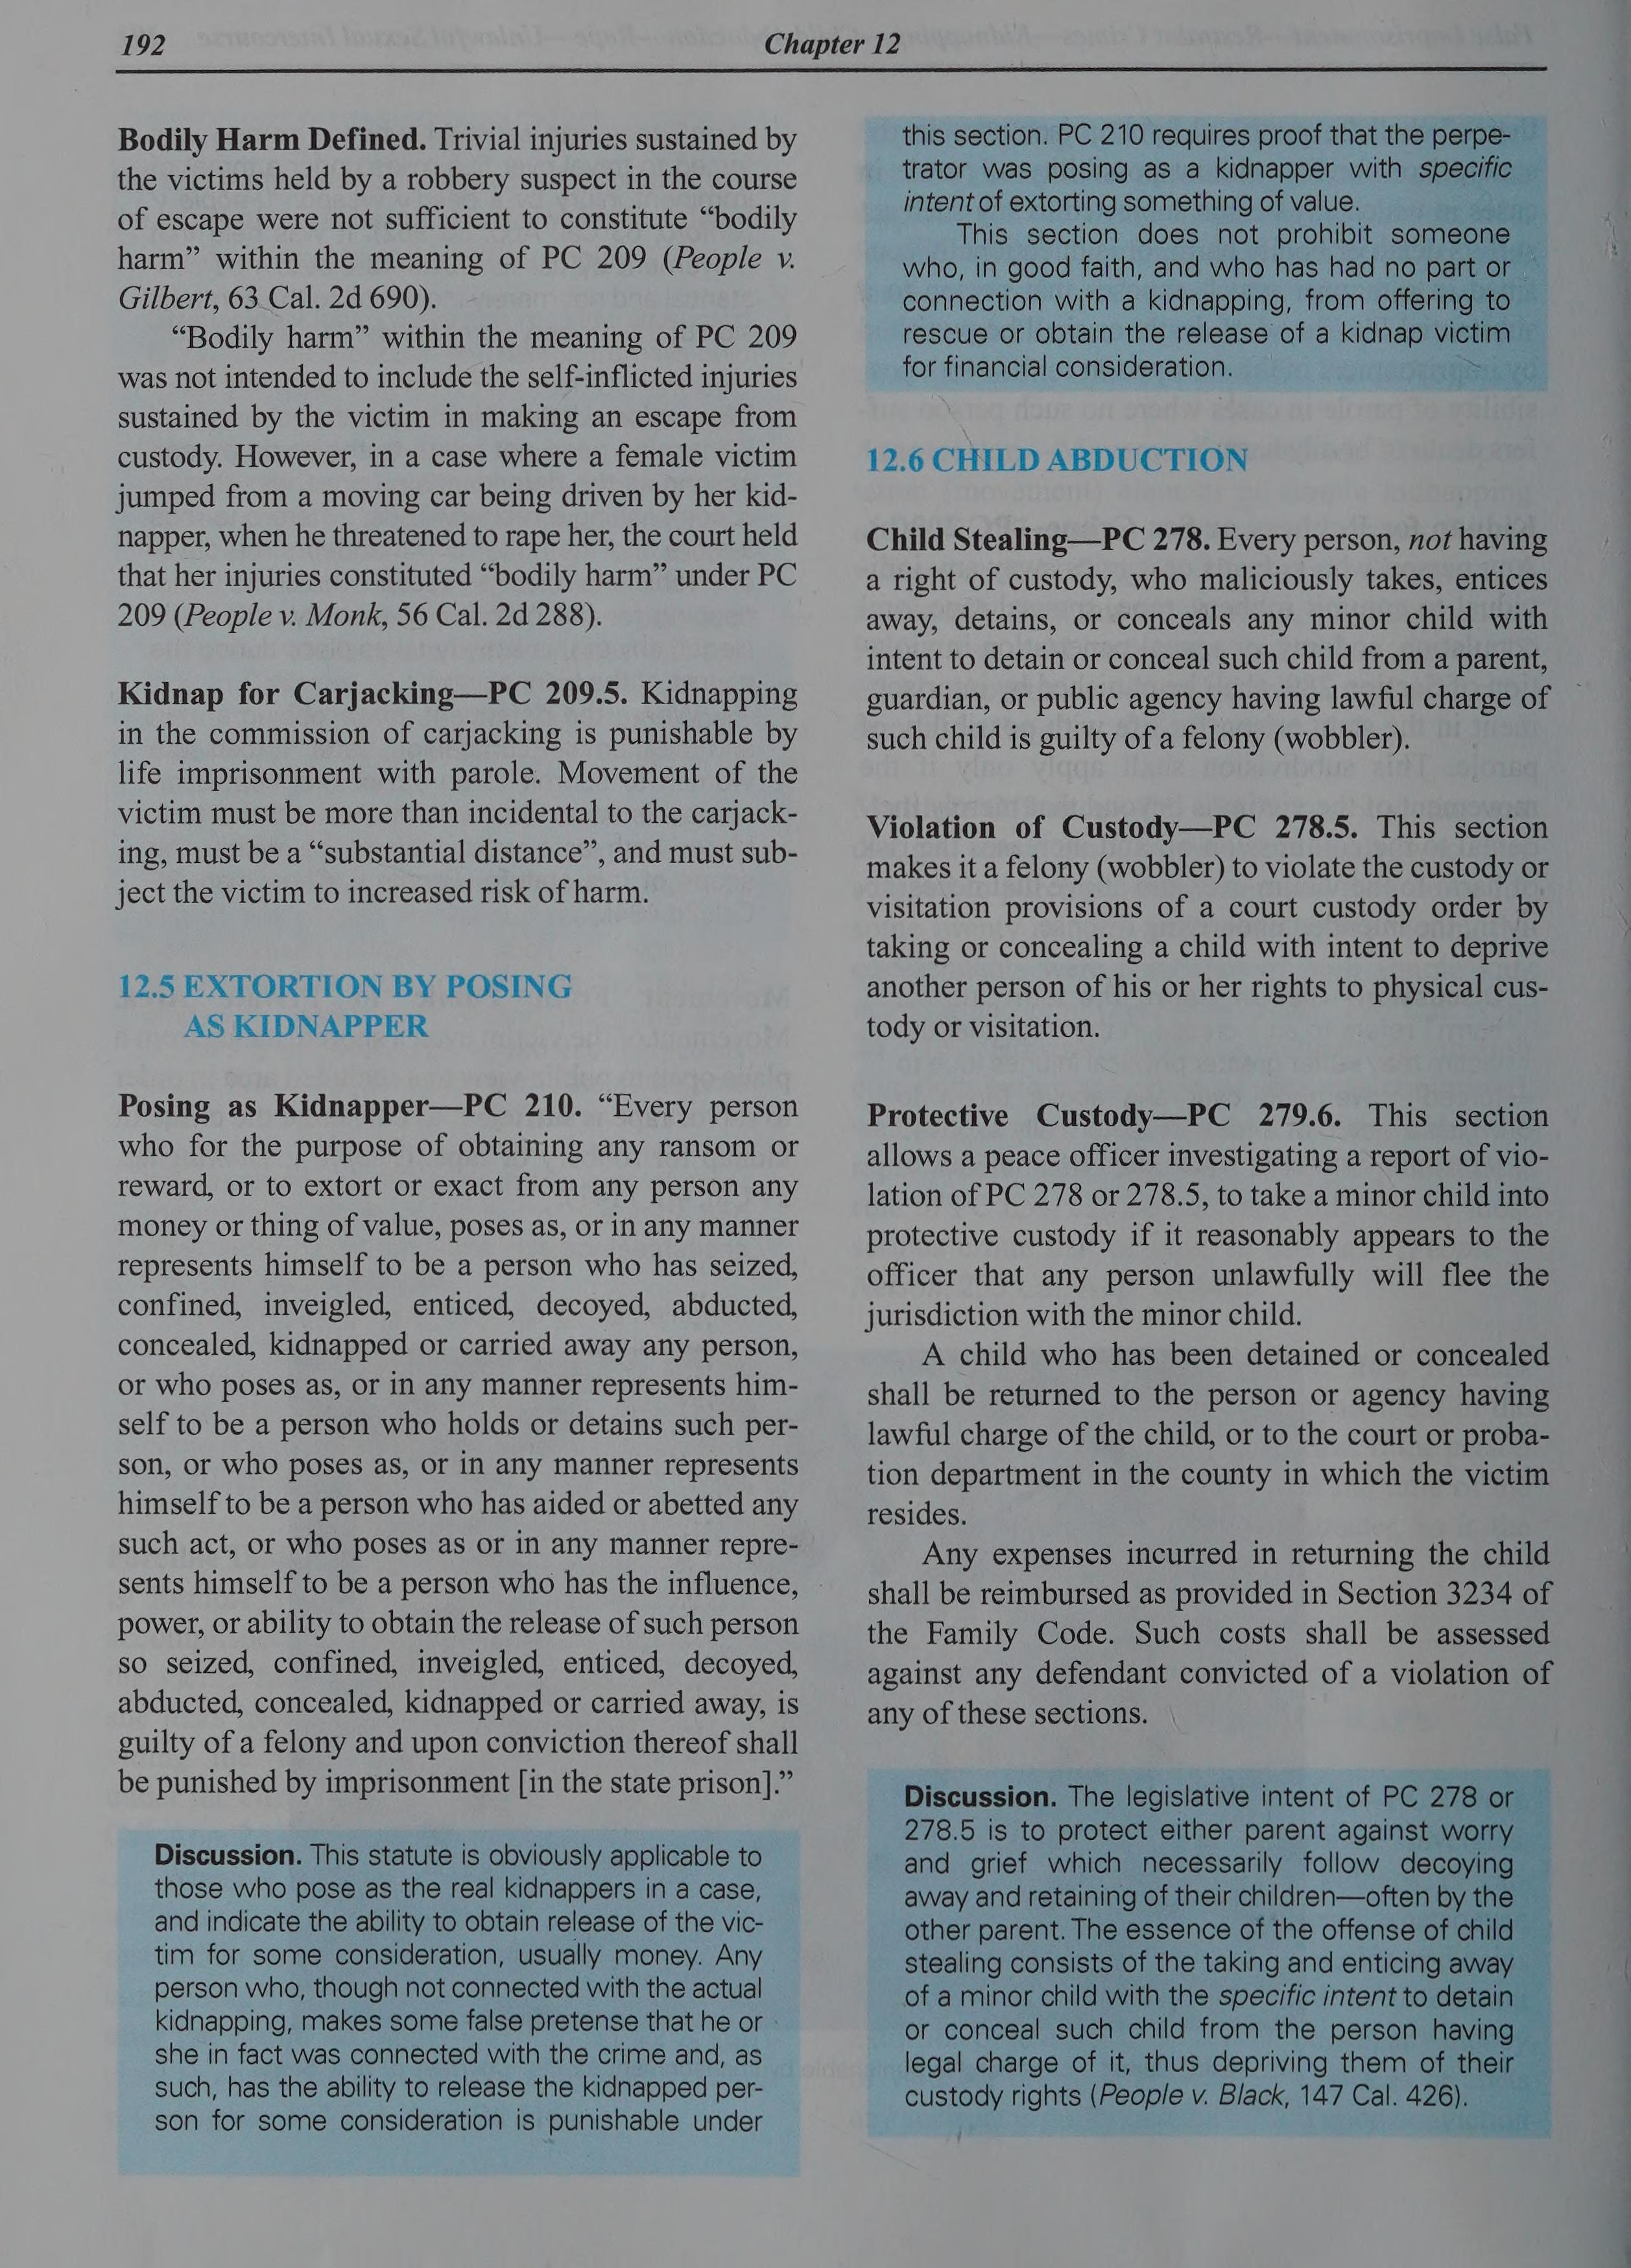 192
Chapter 12
Bodily Harm Defined. Trivial injuries sustained by
the victims held by a robbery suspect in the course
of escape were not sufficient to constitute “bodily
harm” within the meaning of PC 209 (People v.
Gilbert, 63 Cal. 2d 690).
“Bodily harm” within the meaning of PC 209
was not intended to include the self-inflicted injuries
sustained by the victim in making an escape from
custody. However, in a case where a female victim
jumped from a moving car being driven by her kid-
napper, when he threatened to rape her, the court held
that her injuries constituted “bodily harm” under PC
209 (People v. Monk, 56 Cal. 2d 288).
Kidnap for Carjacking—PC 209.5. Kidnapping
in the commission of carjacking is punishable by
life imprisonment with parole. Movement of the
victim must be more than incidental to the carjack-
ing, must be a “substantial distance”, and must sub-
ject the victim to increased risk of harm.
12.5 EXTORTION BY POSING
AS KIDNAPPER
Posing as Kidnapper—PC 210. “Every person
who for the purpose of obtaining any ransom or
reward, or to extort or exact from any person any
money or thing of value, poses as, or in any manner
represents himself to be a person who has seized,
confined, inveigled, enticed, decoyed, abducted,
concealed, kidnapped or carried away any person,
or who poses as, or in any manner represents him-
self to be a person who holds or detains such per-
son, or who poses as, or in any manner represents
himself to be a person who has aided or abetted any
such act, or who poses as or in any manner repre-
sents himself to be a person who has the influence,
power, or ability to obtain the release of such person
so seized, confined, inveigled, enticed, decoyed,
abducted, concealed, kidnapped or carried away, is
guilty of a felony and upon conviction thereof shall
be punished by imprisonment [in the state prison].”
Discussion. This statute is obviously applicable to
those who pose as the real kidnappers in a case,
and indicate the ability to obtain release of the vic-
tim for some consideration, usually money. Any
person who, though not connected with the actual
kidnapping, makes some false pretense that he or
she in fact was connected with the crime and, as
such, has the ability to release the kidnapped per-
son for some consideration is punishable under
this section. PC 210 requires proof that the perpe-
trator was posing as a kidnapper with specific
intent of extorting something of value.
This section does not prohibit someone
who, in good faith, and who has had no part or
connection with a kidnapping, from offering to
rescue or obtain the release of a kidnap victim
for financial consideration.
12.6 CHILD ABDUCTION
Child Stealing—PC 278. Every person, not having
a right of custody, who maliciously takes, entices
away, detains, or conceals any minor child with
intent to detain or conceal such child from a parent,
guardian, or public agency having lawful charge of
such child is guilty of a felony (wobbler).
Violation of Custody—PC 278.5. This section
makes it a felony (wobbler) to violate the custody or
visitation provisions of a court custody order by
taking or concealing a child with intent to deprive
another person of his or her rights to physical cus-
tody or visitation.
Protective Custody—PC 279.6. This section
allows a peace officer investigating a report of vio-
lation of PC 278 or 278.5, to take a minor child into
protective custody if it reasonably appears to the
officer that any person unlawfully will flee the
jurisdiction with the minor child.
A child who has been detained or concealed
shall be returned to the person or agency having
lawful charge of the child, or to the court or proba-
tion department in the county in which the victim
resides.
Any expenses incurred in returning the child
shall be reimbursed as provided in Section 3234 of
the Family Code. Such costs shall be assessed
against any defendant convicted of a violation of
any of these sections.
Discussion. The legislative intent of PC 278 or
278.5 is to protect either parent against worry
and grief which necessarily follow decoying
away and retaining of their children—often by the
other parent. The essence of the offense of child
stealing consists of the taking and enticing away
of a minor child with the specific intent to detain
or conceal such child from the person having
legal charge of it, thus depriving them of their
custody rights (People v. Black, 147 Cal. 426).